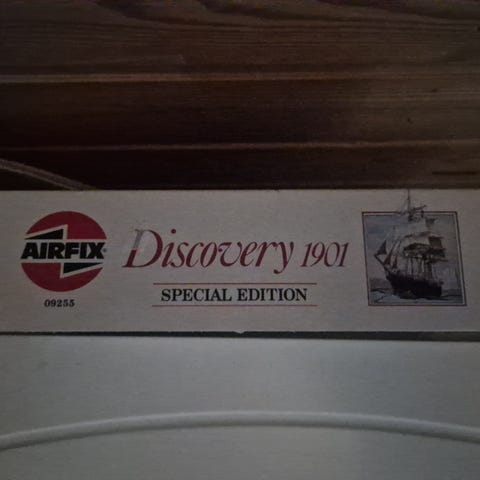 AIRFIX
09255
Discovery 1901
SPECIAL EDITION